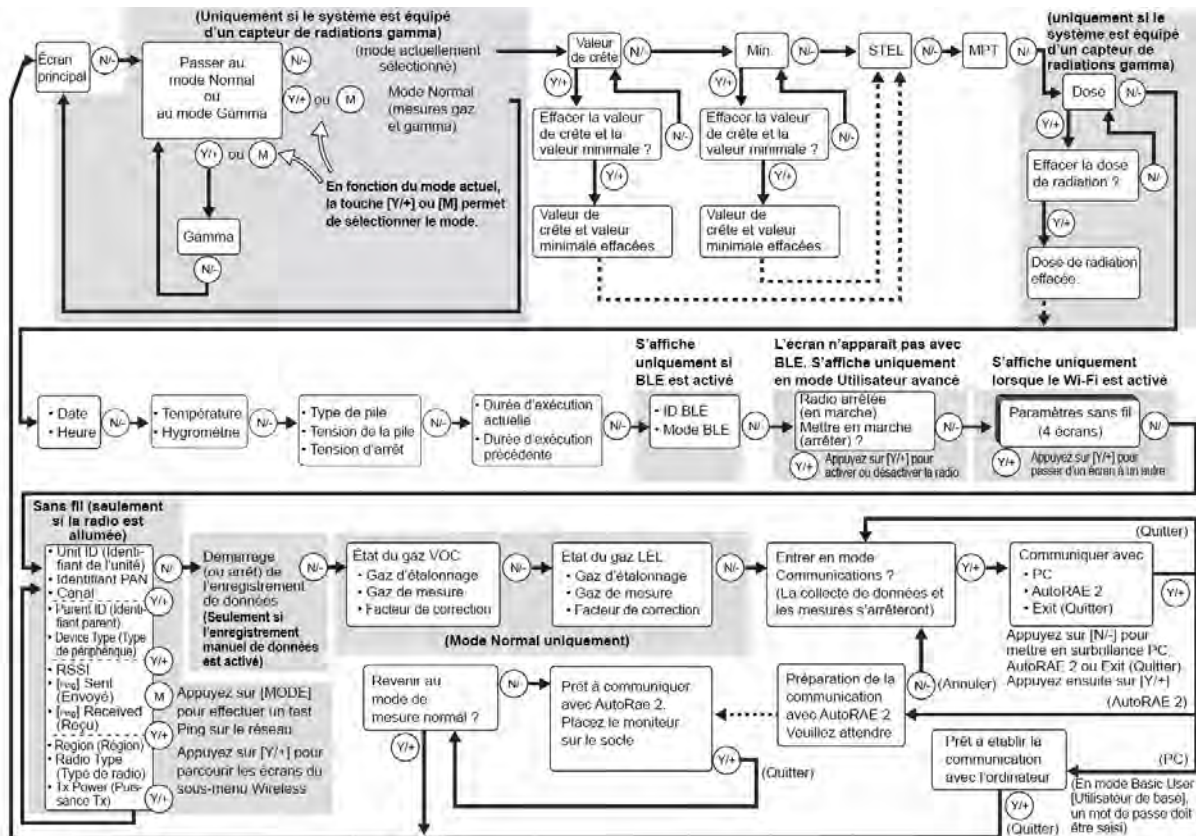 (Uniquement si le système est équipé
d'un capteur de radiations gamma)
Écran
principal
N/-
Passer au
mode Normal
ou
au mode Gamma
N/-
(mode actuellement
sélectionné)
Y/+ ou M
Mode Normal
(mesures gaz
et gamma)
Y/+ ou M
En fonction du mode actuel,
la touche [Y/+] ou [M] permet
de sélectionner le mode.
Gamma
N/-
Valeur
de crête
N/-
Y/+
N/-
Effacer la valeur
de crête et la
valeur minimale ?
Y/+
Valeur de
crête et valeur
minimale effacées
Min.
N/-
Y/+
N/-
Effacer la valeur
de crête et la
valeur minimale ?
Y/+
Valeur de
crête et valeur
minimale effacées
STEL
N/-
MPT
N/-
(uniquement si le
système est équipé
d'un capteur de
radiations gamma)
Dose
N/-
Y/+
Effacer la dose
de radiation ?
N/-
Y/+
Dose de radiation
effacée.
• Date
• Heure
N/-
• Température
• Hygrométrie
N/-
• Type de pile
• Tension de la pile
• Tension d'arrêt
N/-
• Durée d'exécution
actuelle
• Durée d'exécution
précédente
N/-
S'affiche
uniquement si
BLE est activé
• ID BLE
• Mode BLE
N/-
L'écran n'apparaît pas avec
BLE. S'affiche uniquement
en mode Utilisateur avancé
Radio arrêtée
(en marche)
Mettre en marche
(arrêter) ?
N/-
Y/+
Appuyez sur [Y/+] pour
activer ou désactiver la radio
S'affiche uniquement
lorsque le Wi-Fi est activé
Paramètres sans fil
(4 écrans)
N/-
Y/+
Appuyez sur [Y/+] pour
passer d'un écran à un autre
Sans fil (seulement
si la radio est
allumée)
• Unit ID (Identi-
fiant de l'unité)
• Identifiant PAN
• Canal
N/-
Y/+
• Parent ID (Identi-
fiant parent)
• Device Type (Type
de périphérique)
Y/+
• RSSI
• [Ping] Sent
(Envoyé)
• [Ping] Received
(Reçu)
M
Appuyez sur [MODE]
pour effectuer un test
Ping sur le réseau
Y/+
• Region (Région)
• Radio Type
(Type de radio)
• Tx Power (Puis-
sance Tx)
Y/+
Appuyez sur [Y/+] pour
parcourir les écrans du
sous-menu Wireless
Démarrage
(ou arrêt) de
l'enregistrement
de données
(Seulement si
l'enregistrement
manuel de données
est activé)
N/-
État du gaz VOC
• Gaz d'étalonnage
• Gaz de mesure
• Facteur de correction
N/-
État du gaz LEL
• Gaz d'étalonnage
• Gaz de mesure
• Facteur de correction
N/-
(Mode Normal uniquement)
Entrer en mode
Communications ?
(La collecte de données et
les mesures s'arrêteront)
Y/+
(Quitter)
Communiquer avec
• PC
• AutoRAE 2
• Exit (Quitter)
Y/+
Appuyez sur [N/-] pour
mettre en surbrillance PC,
AutoRAE 2 ou Exit (Quitter)
Appuyez ensuite sur [Y/+]
(AutoRAE 2)
N/- (Annuler)
Préparation de la
communication
avec AutoRAE 2
Veuillez attendre
Prêt à communiquer
avec AutoRae 2.
Placez le moniteur
sur le socle
Y/+
(Quitter)
Revenir au
mode de
mesure normal ?
N/-
Y/+
Prêt à établir la
communication
avec l'ordinateur
Y/+
(Quitter)
(PC)
(En mode Basic User
[Utilisateur de base],
un mot de passe doit
être saisi)